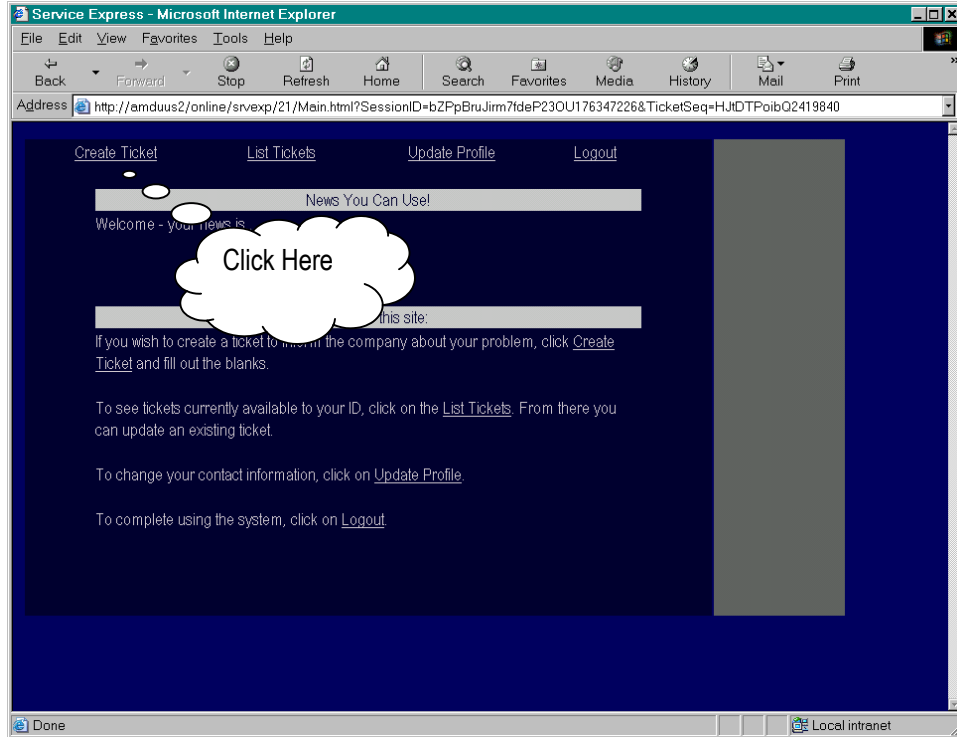 Service Express - Microsoft Internet Explorer
File Edit View Favorites Tools Help
Back Forward Stop Refresh Home Search Favorites Media History Mail Print »
Address http://amduus2/online/srvexp/21/Main.html?SessionID=bZPpBruJirm7fdeP23OU176347226&TicketSeq=HJtDTPoibQ2419840
Create Ticket List Tickets Update Profile Logout
News You Can Use!
Welcome - your news is
Click Here
this site:
If you wish to create a ticket to inform the company about your problem, click Create
Ticket and fill out the blanks.
To see tickets currently available to your ID, click on the List Tickets. From there you
can update an existing ticket.
To change your contact information, click on Update Profile.
To complete using the system, click on Logout.
Done Local intranet